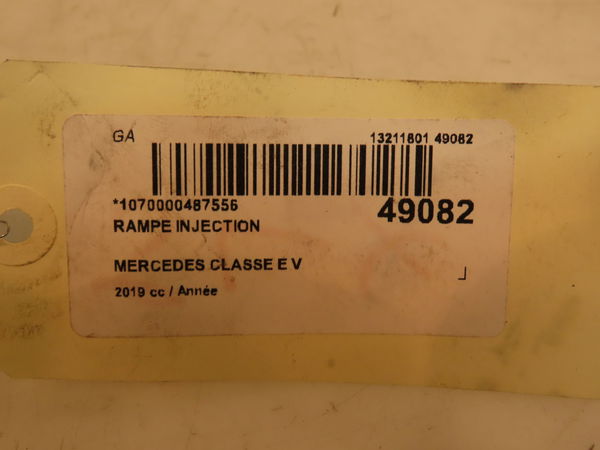 GA 13211801 49082
*1070000487556 49082
RAMPE INJECTION
MERCEDES CLASSE E V
2019 cc / Année